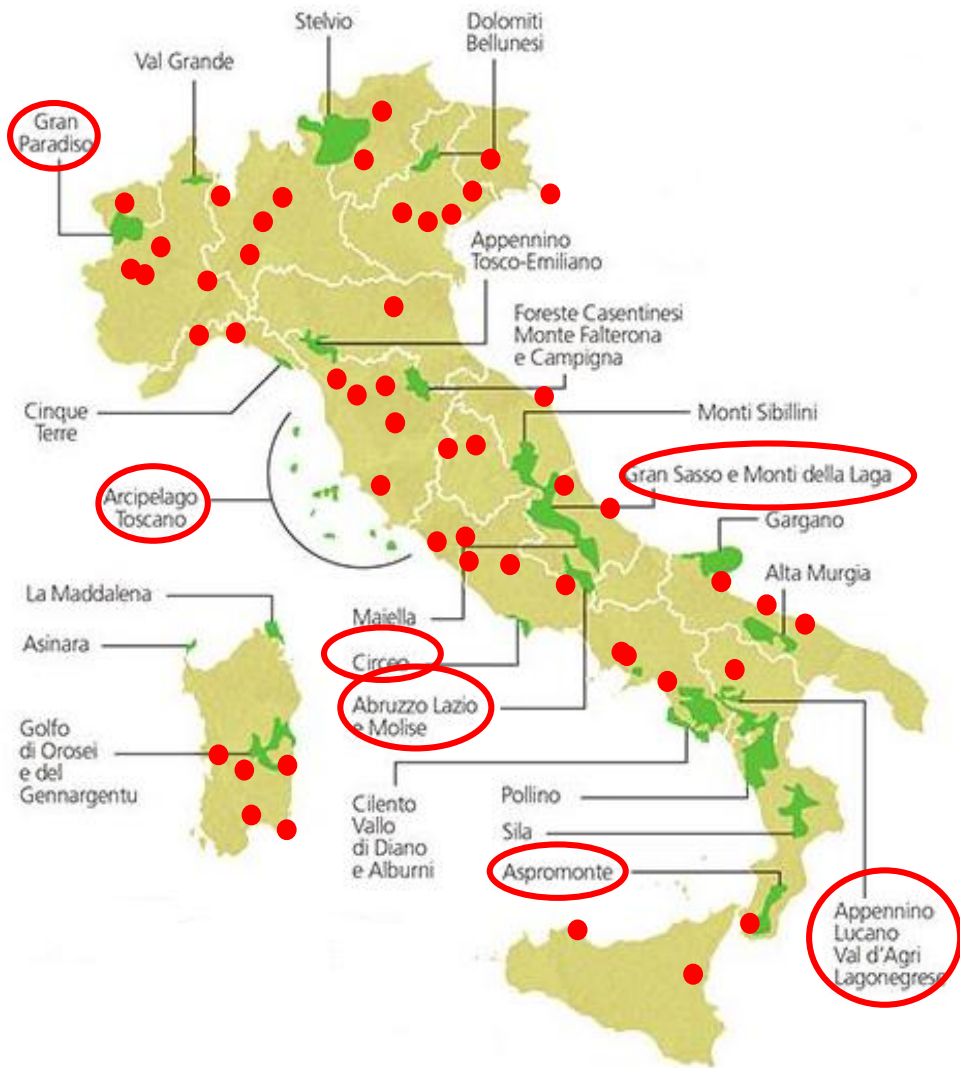 Stelvio
Dolomiti
Bellunesi
Val Grande
Gran
Paradiso
Appennino
Tosco-Emiliano
Foreste Casentinesi
Monte Falterona
e Campigna
Cinque
Terre
Monti Sibillini
Gran Sasso e Monti della Laga
Arcipelago
Toscano
Gargano
Alta Murgia
La Maddalena
Asinara
Maiella
Circeo
Abruzzo Lazio
e Molise
Golfo
di Orosei
e del
Gennargentu
Cilento
Vallo
di Diano
e Alburni
Pollino
Sila
Aspromonte
Appennino
Lucano
Val d'Agri
Lagonegrese